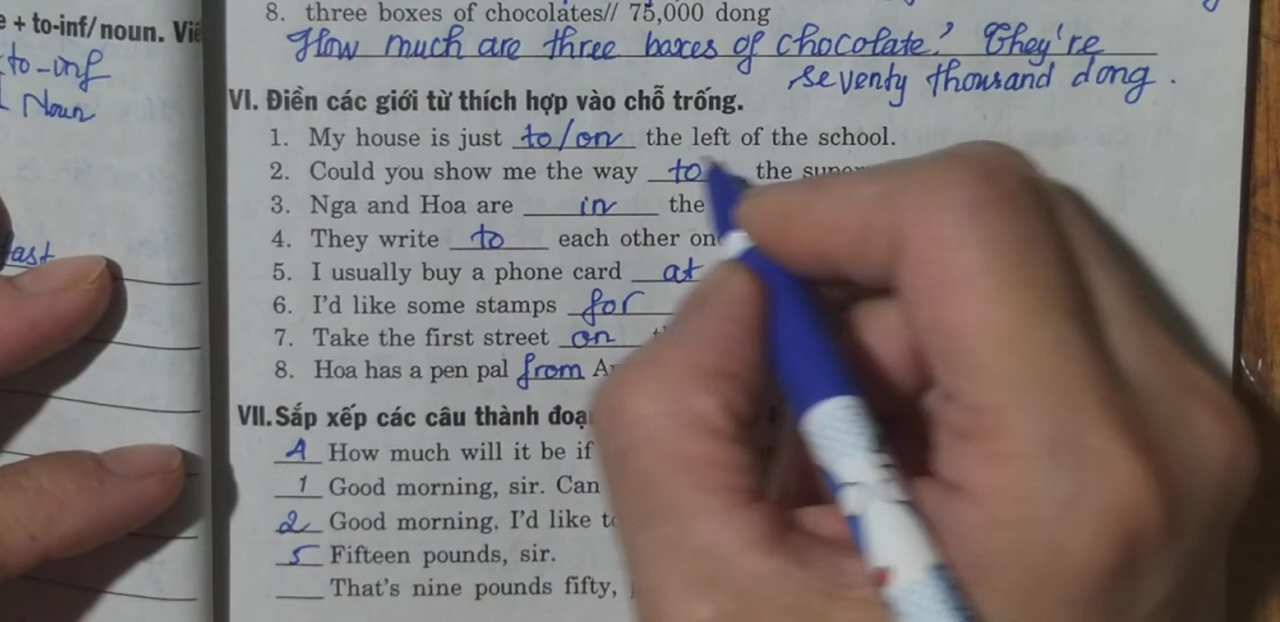 8. three boxes of chocolates// 75,000 dong
e + to-inf/noun. Viê
How much are three boxes of chocolate? They're
to-inf
seventy thousand dong.
Noun
VI. Điền các giới từ thích hợp vào chỗ trống.
1. My house is just to/on the left of the school.
2. Could you show me the way to the super
3. Nga and Hoa are in the
4. They write to each other on
fast
5. I usually buy a phone card at
6. I'd like some stamps for
7. Take the first street on
8. Hoa has a pen pal from A
VII. Sắp xếp các câu thành đoạ
4 How much will it be if
1 Good morning, sir. Can
2 Good morning. I'd like to
5 Fifteen pounds, sir.
___ That's nine pounds fifty,